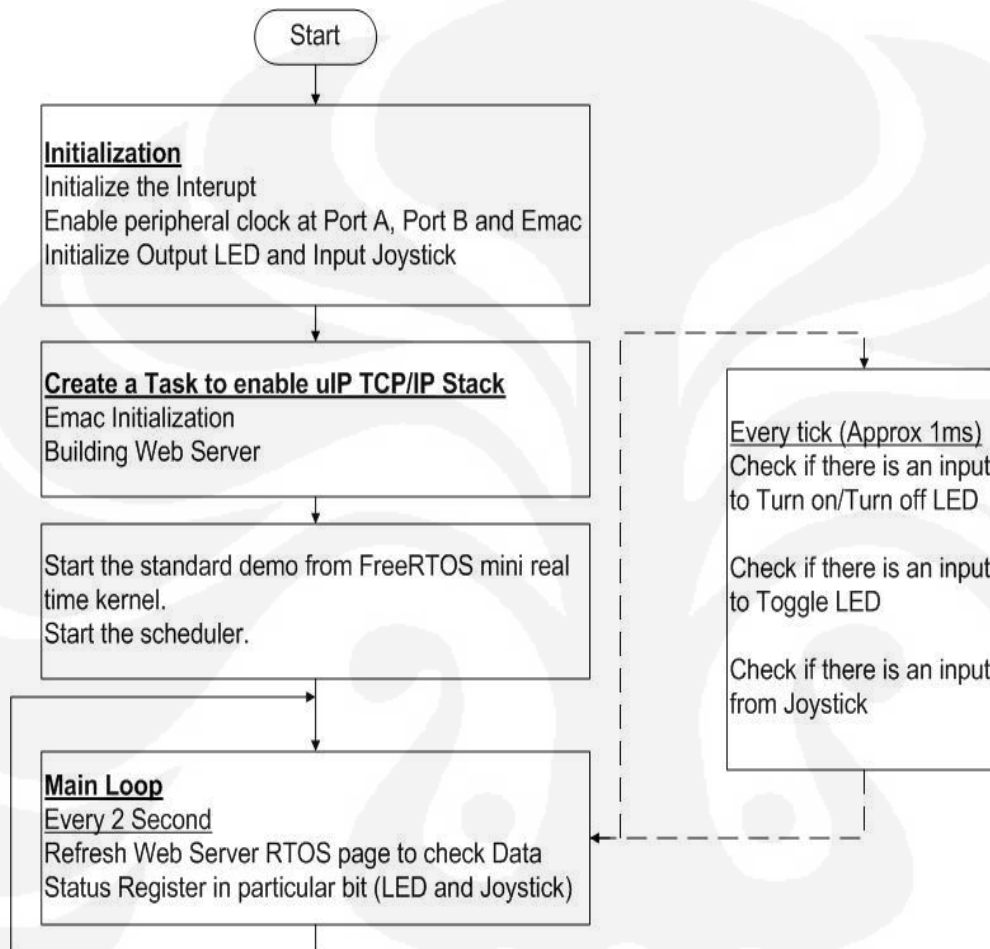 Start
Initialization
Initialize the Interupt
Enable peripheral clock at Port A, Port B and Emac
Initialize Output LED and Input Joystick
Create a Task to enable uIP TCP/IP Stack
Emac Initialization
Building Web Server
Start the standard demo from FreeRTOS mini real
time kernel.
Start the scheduler.
Main Loop
Every 2 Second
Refresh Web Server RTOS page to check Data
Status Register in particular bit (LED and Joystick)
Every tick (Approx 1ms)
Check if there is an input
to Turn on/Turn off LED
Check if there is an input
to Toggle LED
Check if there is an input
from Joystick